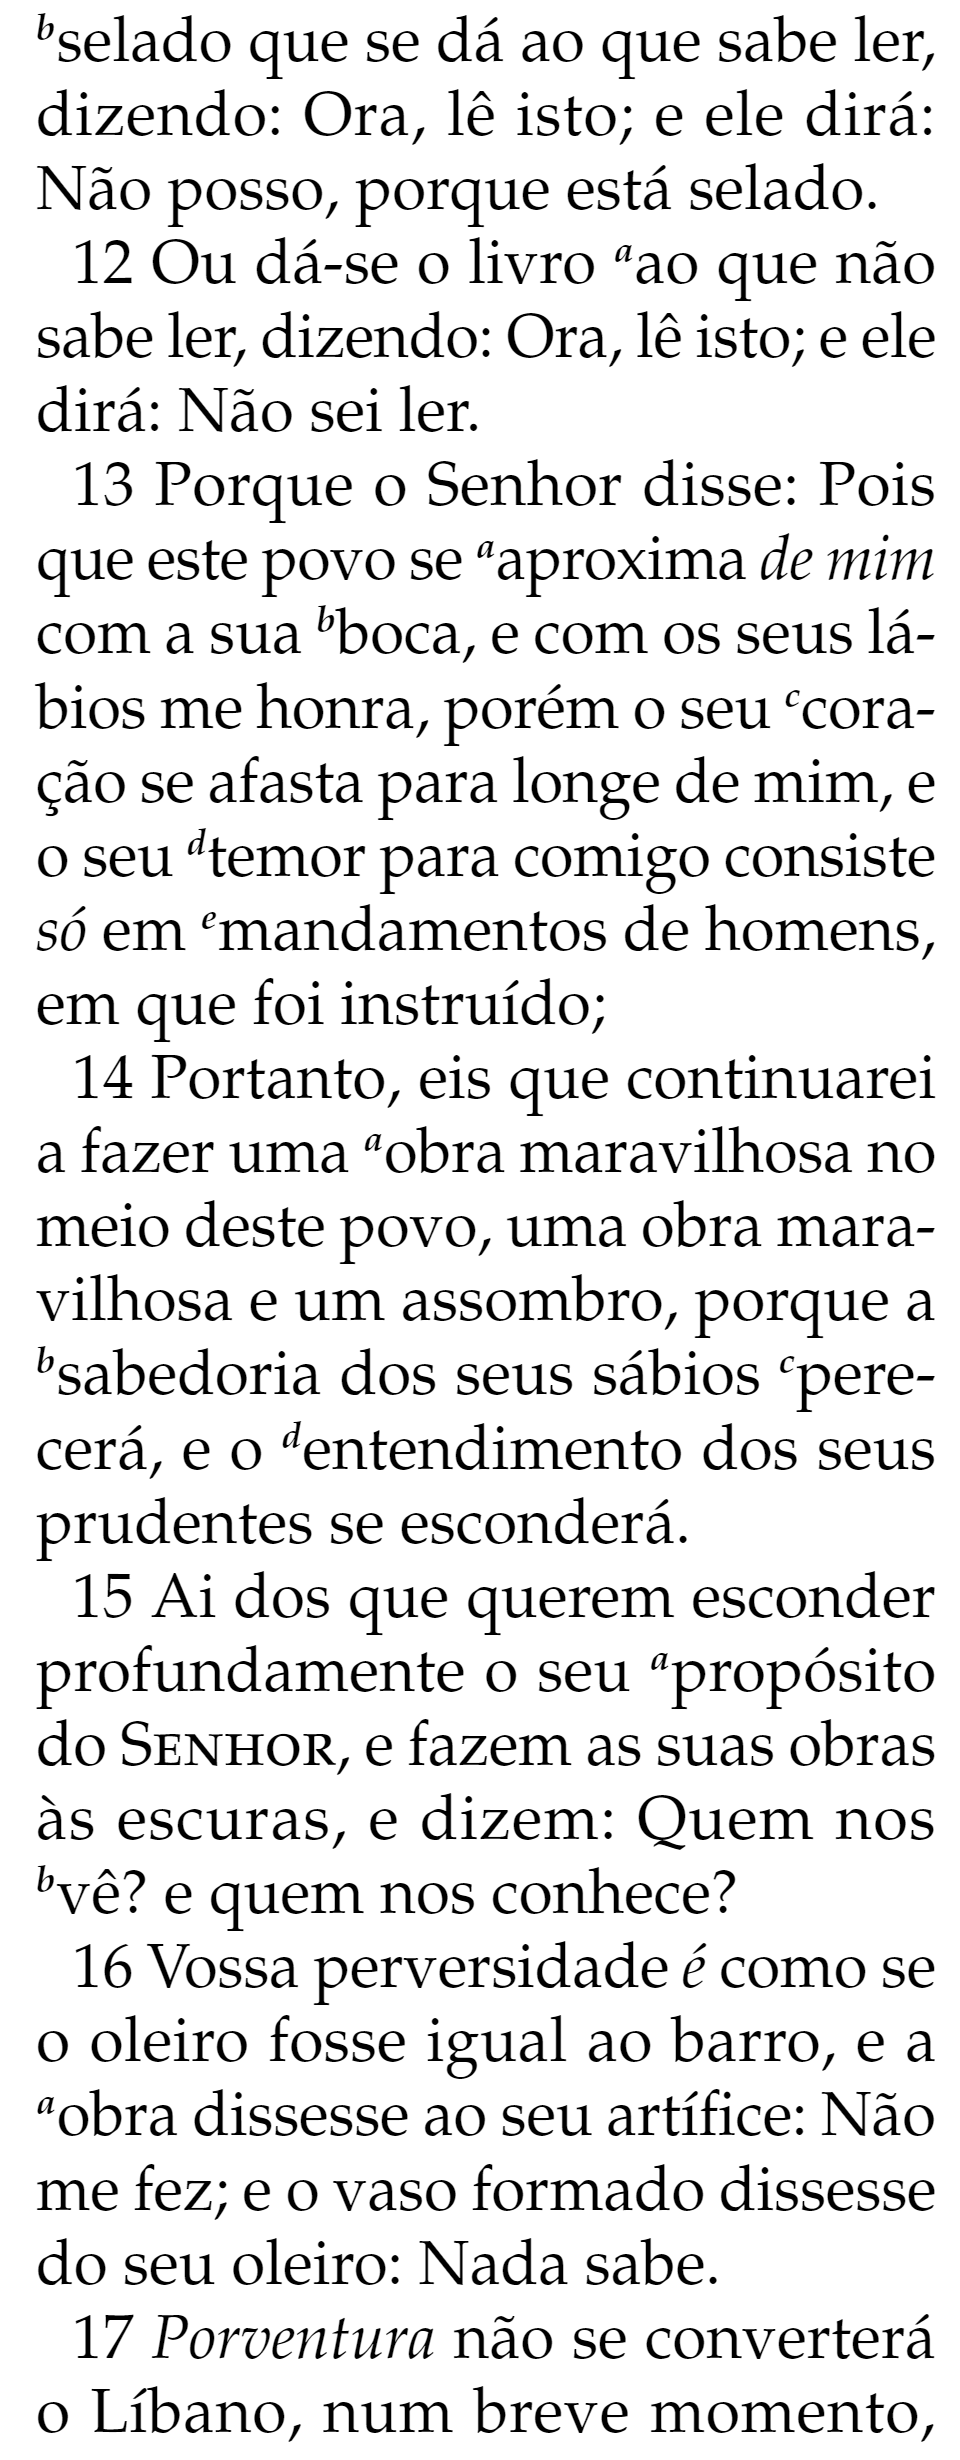 bselado que se dá ao que sabe ler,
dizendo: Ora, lê isto; e ele dirá:
Não posso, porque está selado.
12 Ou dá-se o livro aao que não
sabe ler, dizendo: Ora, lê isto; e ele
dirá: Não sei ler.
13 Porque o Senhor disse: Pois
que este povo se aaproxima de mim
com a sua bboca, e com os seus lá-
bios me honra, porém o seu ccora-
ção se afasta para longe de mim, e
o seu dtemor para comigo consiste
só em emandamentos de homens,
em que foi instruído;
14 Portanto, eis que continuarei
a fazer uma aobra maravilhosa no
meio deste povo, uma obra mara-
vilhosa e um assombro, porque a
bsabedoria dos seus sábios cpere-
cerá, e o dentendimento dos seus
prudentes se esconderá.
15 Ai dos que querem esconder
profundamente o seu apropósito
do SENHOR, e fazem as suas obras
às escuras, e dizem: Quem nos
bvê? e quem nos conhece?
16 Vossa perversidade é como se
o oleiro fosse igual ao barro, e a
aobra dissesse ao seu artífice: Não
me fez; e o vaso formado dissesse
do seu oleiro: Nada sabe.
17 Porventura não se converterá
o Líbano, num breve momento,